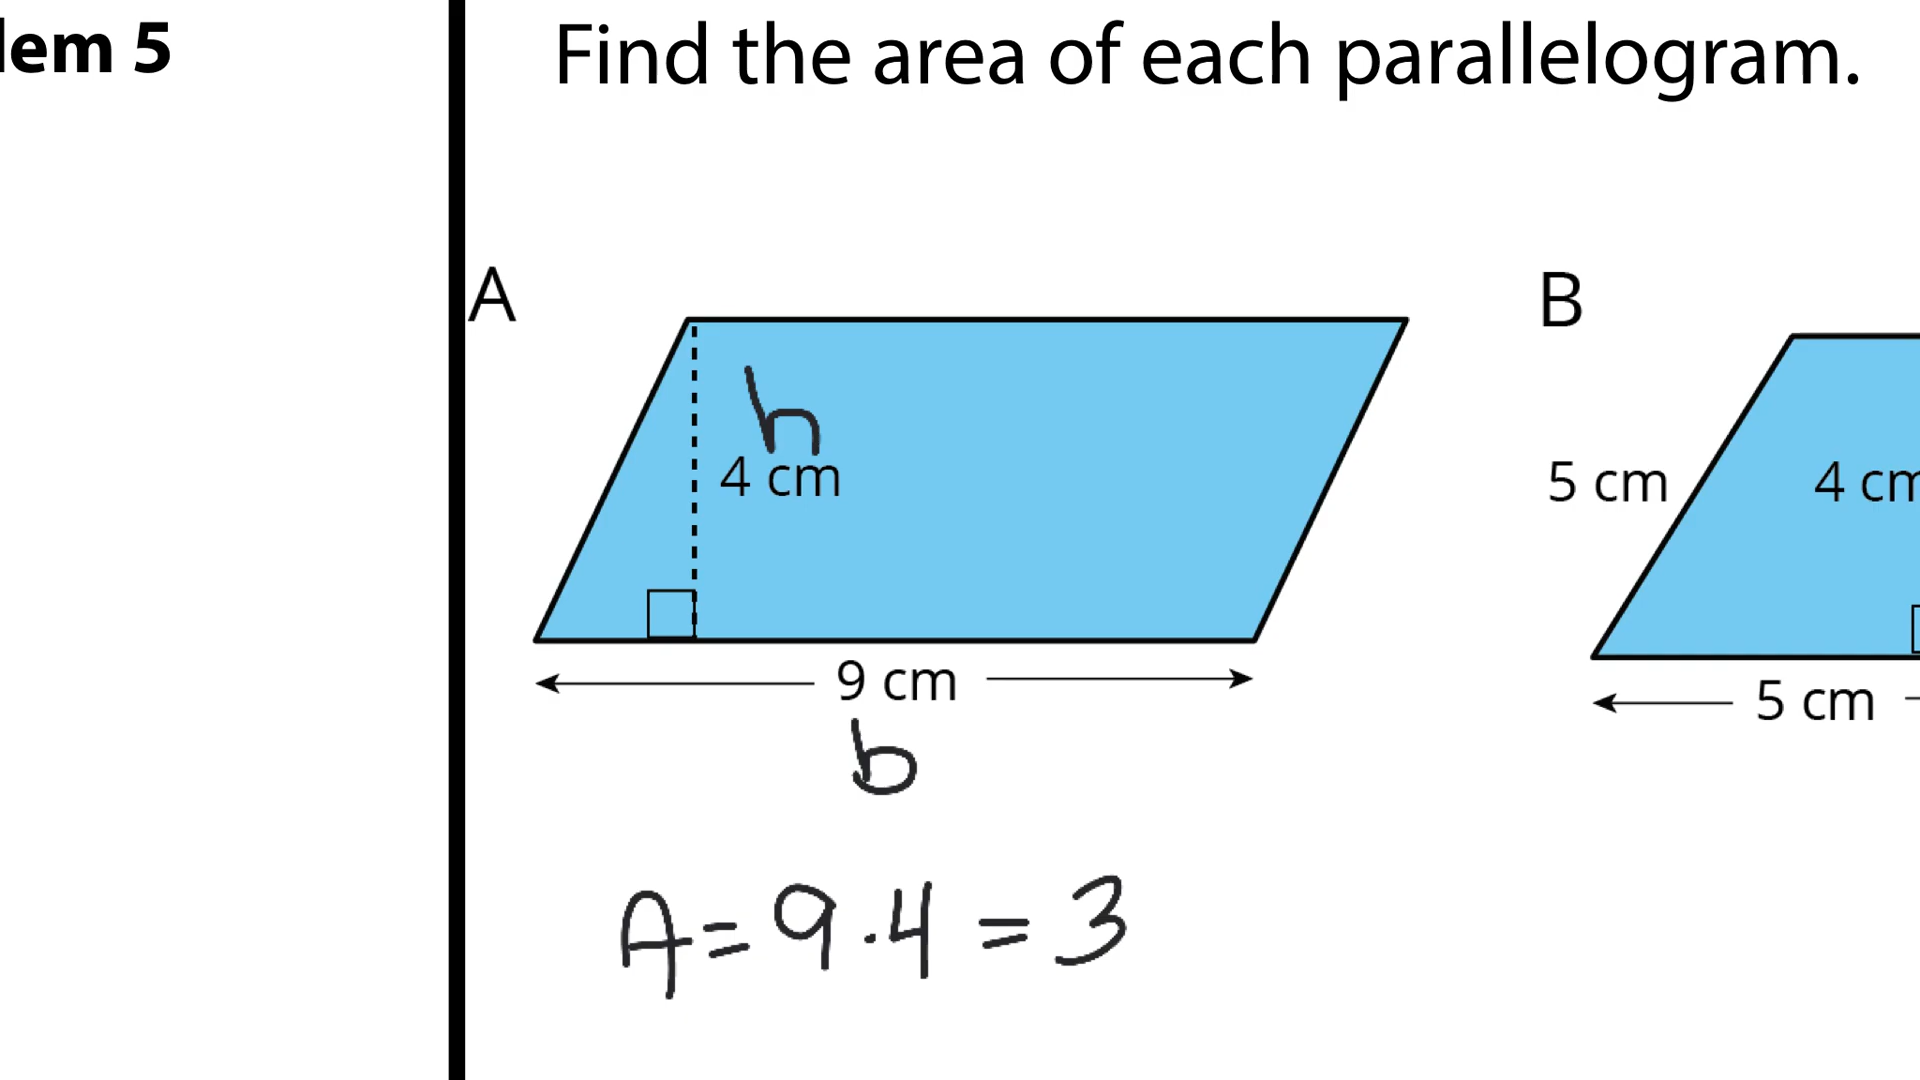 lem 5
Find the area of each parallelogram.
A
B
h
4 cm
5 cm
4 cm
9 cm
5 cm
b
A = 9 . 4 = 3